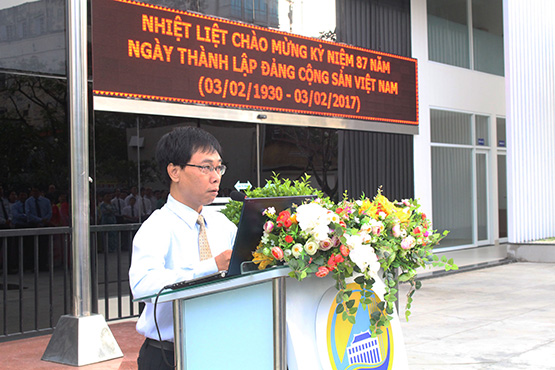 NHIỆT LIỆT CHÀO MỪNG KỶ NIỆM 87 NĂM
NGÀY THÀNH LẬP ĐẢNG CỘNG SẢN VIỆT NAM
(03/02/1930 - 03/02/2017)